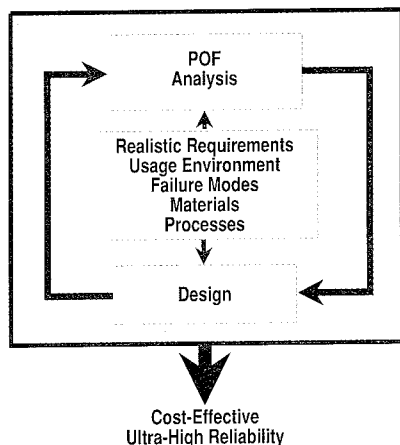 POF
Analysis
Realistic Requirements
Usage Environment
Failure Modes
Materials
Processes
Design
Cost-Effective
Ultra-High Reliability